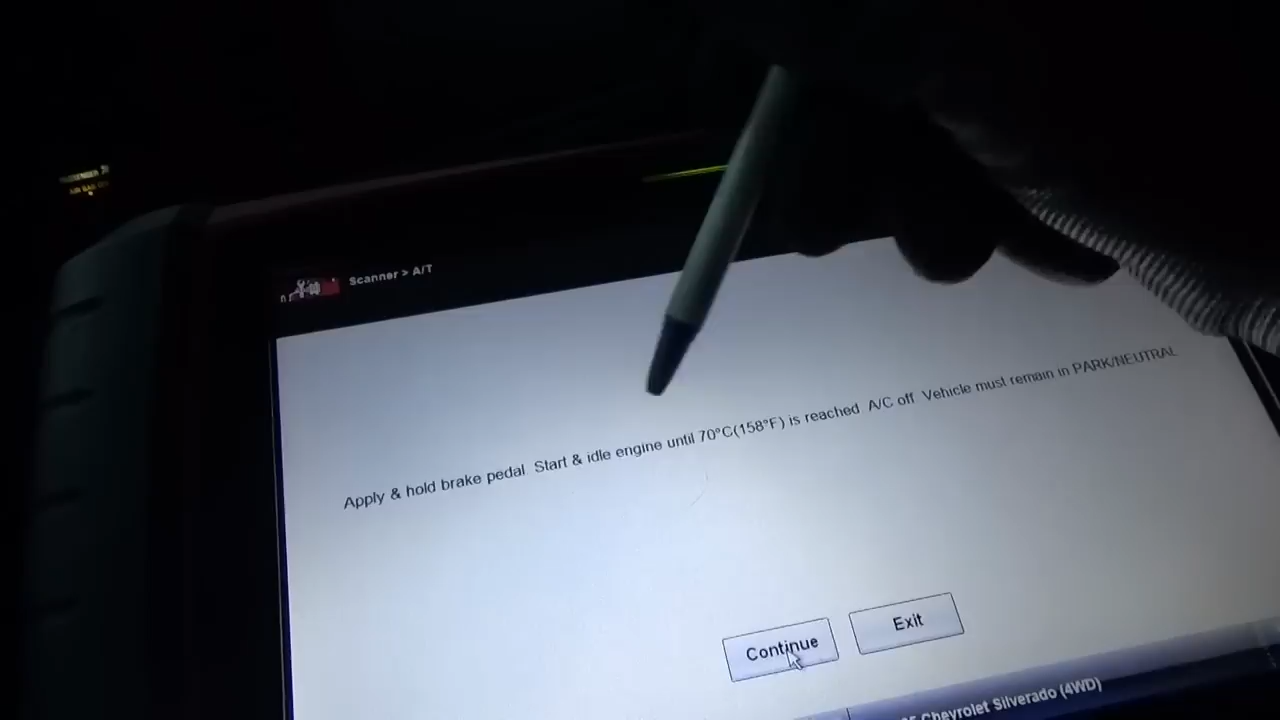 Scanner > A/T
Apply & hold brake pedal. Start & idle engine until 70°C(158°F) is reached. A/C off. Vehicle must remain in PARK/NEUTRAL
Continue
Exit
Chevrolet Silverado (4WD)